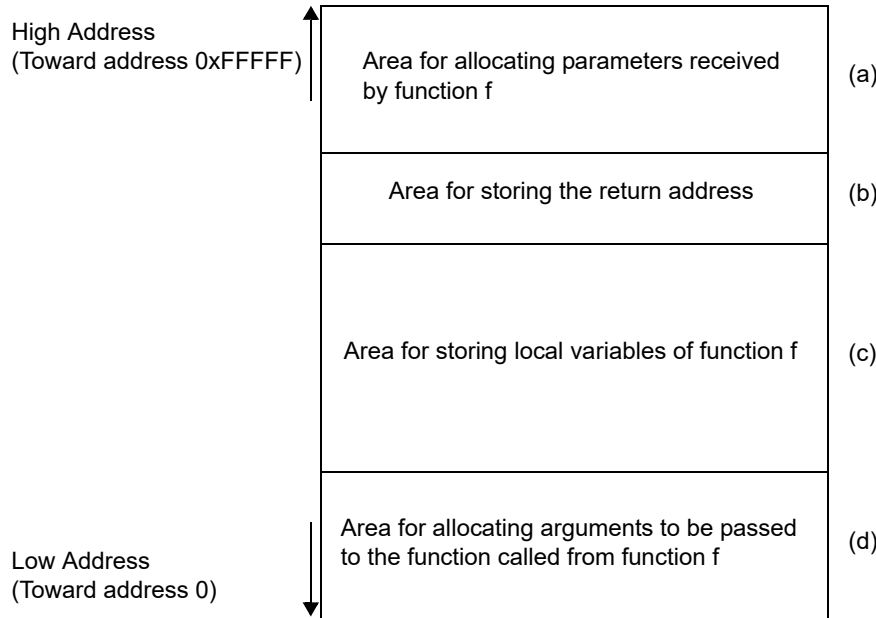 High Address
(Toward address 0xFFFFF)
Area for allocating parameters received
by function f
(a)
Area for storing the return address
(b)
Area for storing local variables of function f
(c)
Area for allocating arguments to be passed
to the function called from function f
(d)
Low Address
(Toward address 0)